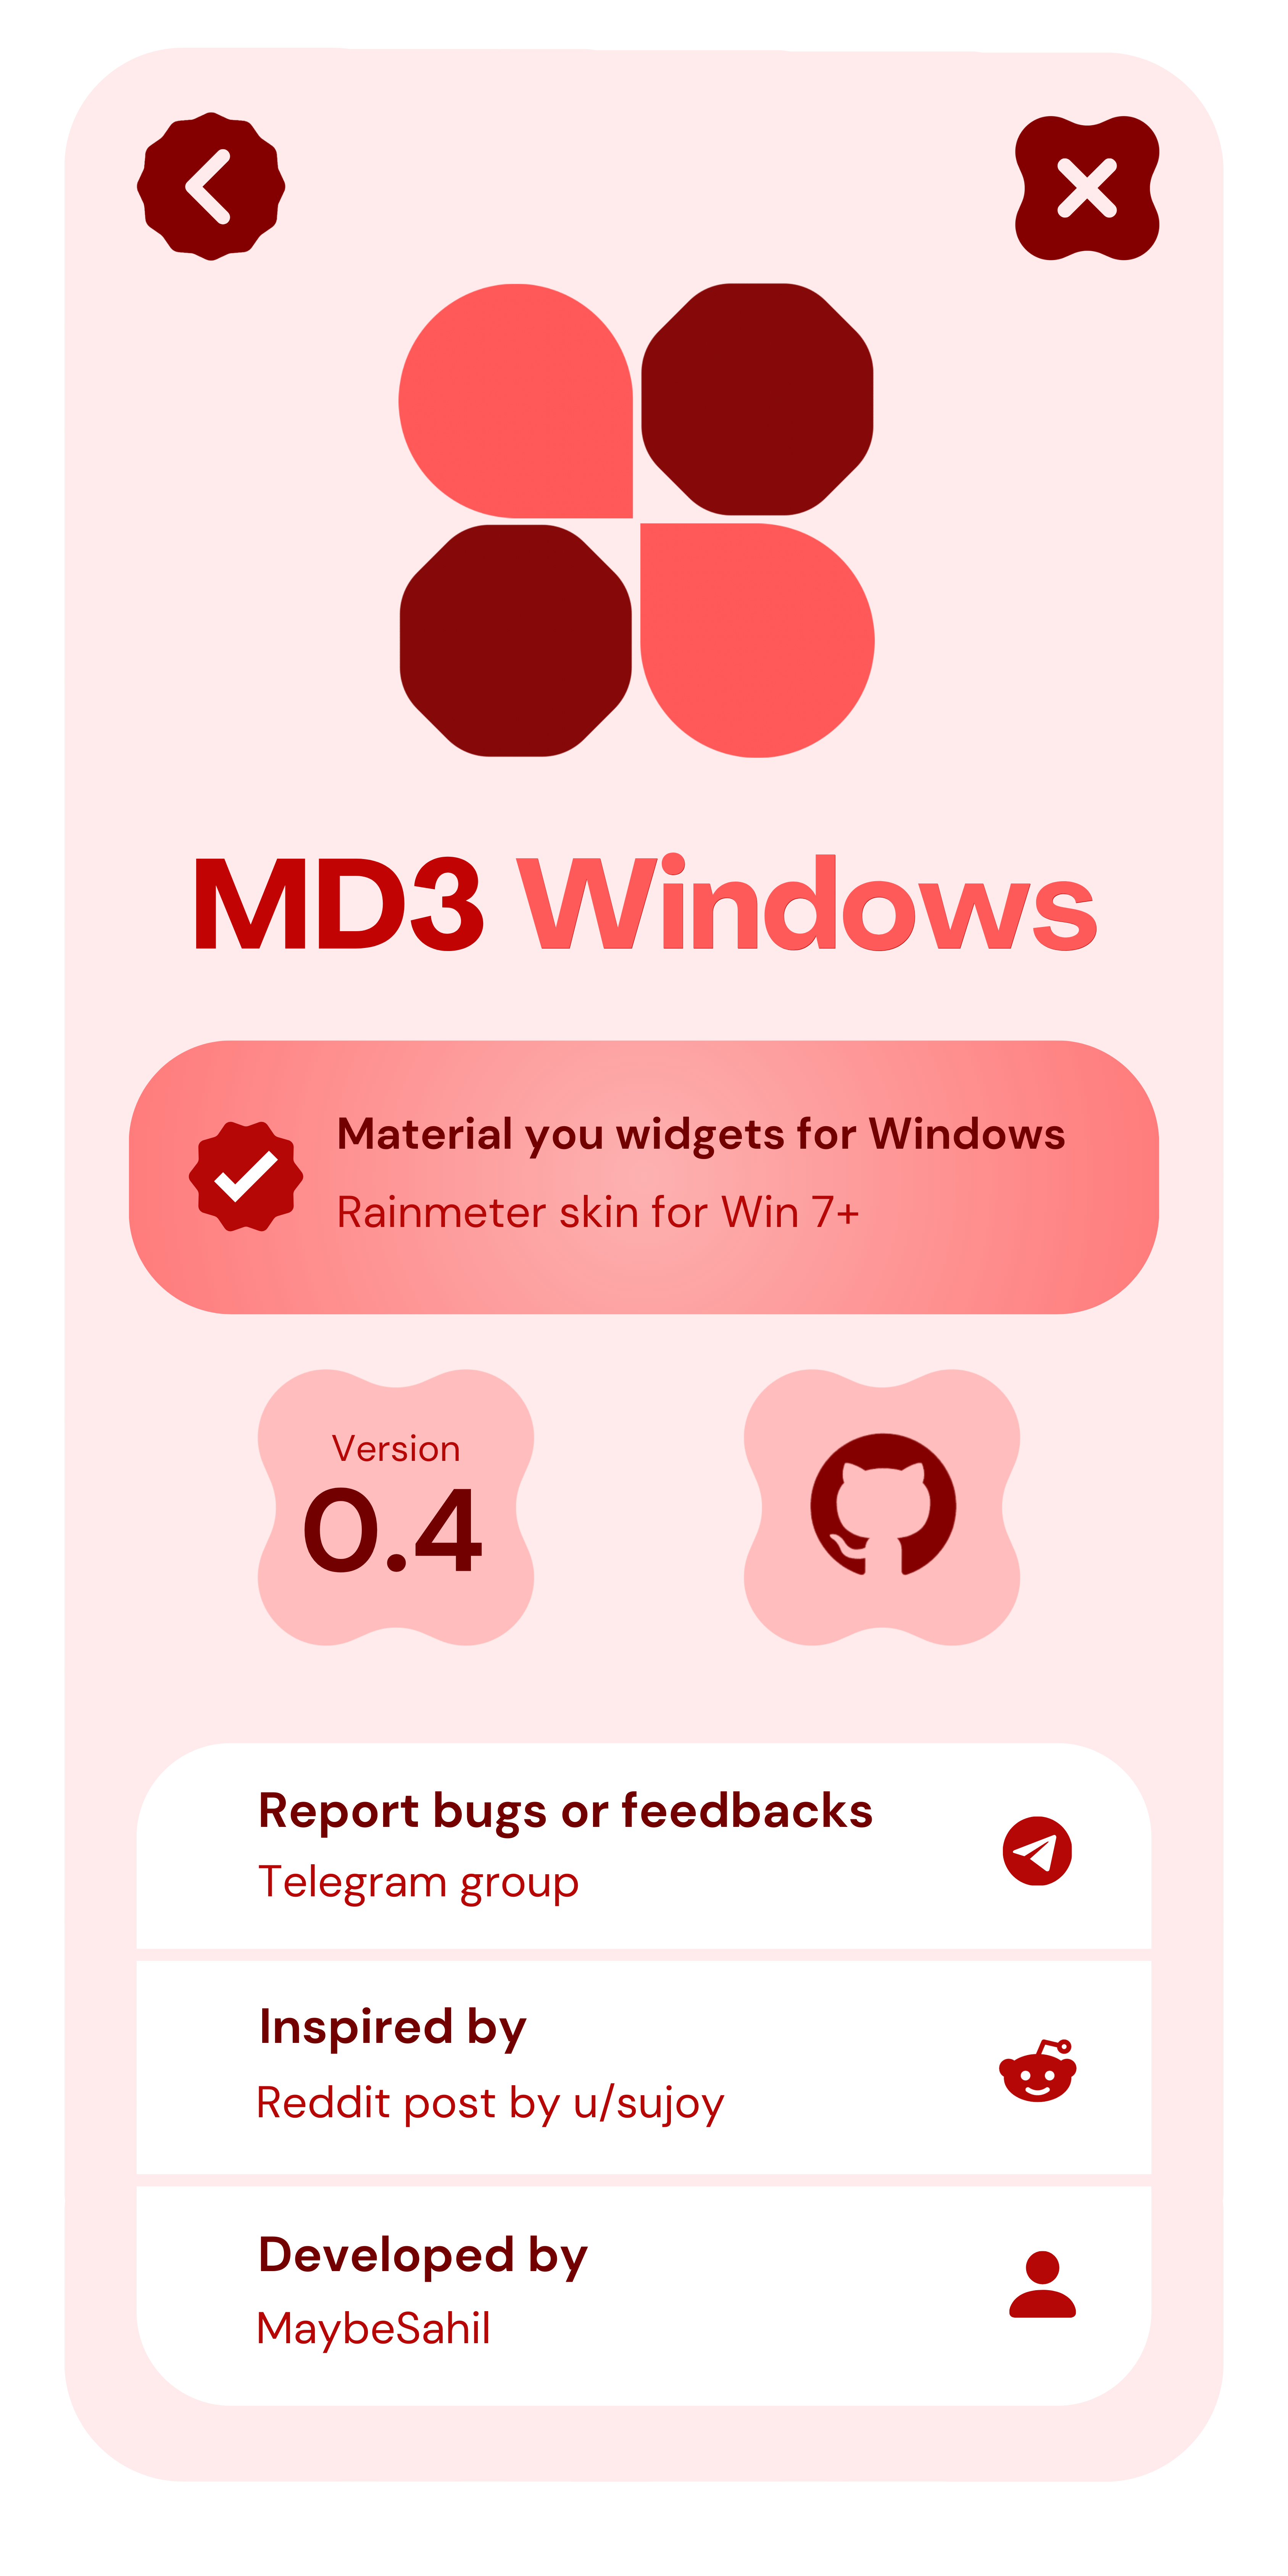 MD3 Windows
Material you widgets for Windows
Rainmeter skin for Win 7+
Version
0.4
Report bugs or feedbacks
Telegram group
Inspired by
Reddit post by u/sujoy
Developed by
MaybeSahil